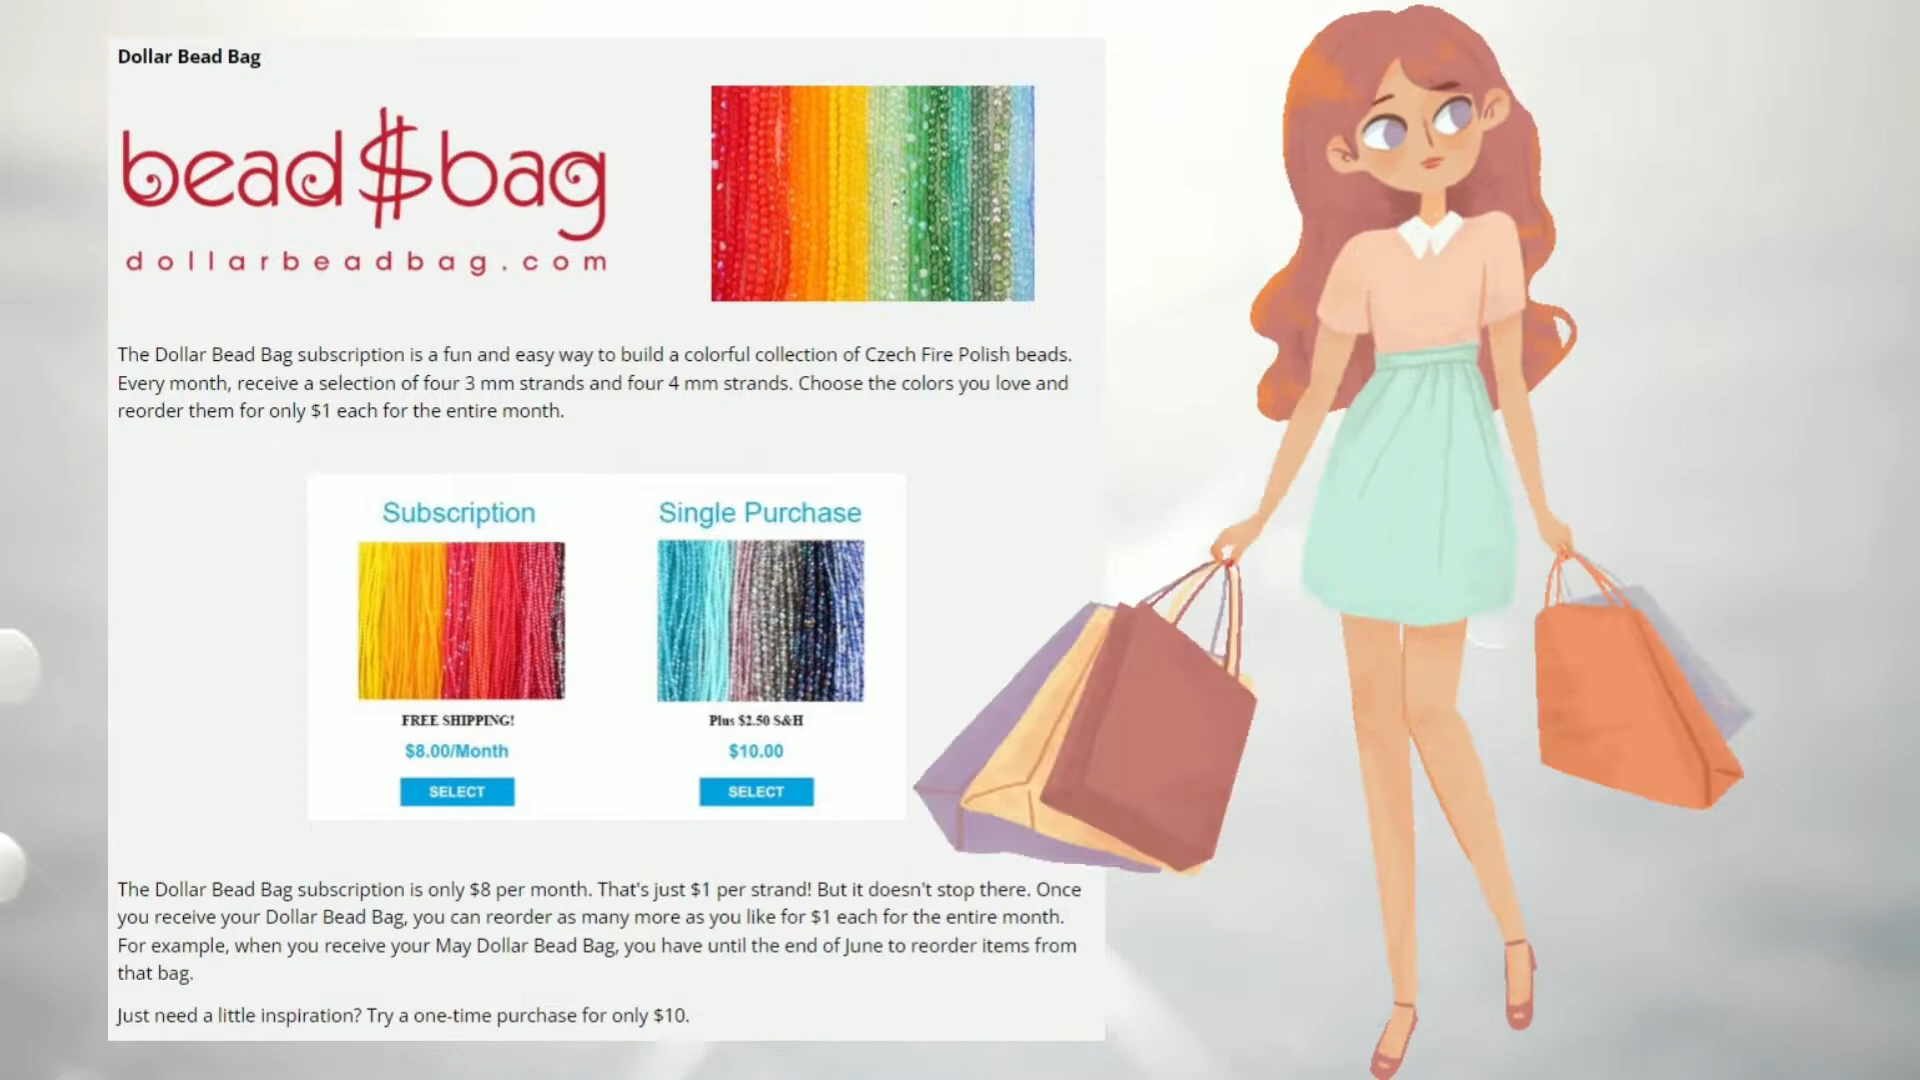 Dollar Bead Bag
bead$bag
dollarbeadbag.com
The Dollar Bead Bag subscription is a fun and easy way to build a colorful collection of Czech Fire Polish beads.
Every month, receive a selection of four 3 mm strands and four 4 mm strands. Choose the colors you love and
reorder them for only $1 each for the entire month.
Subscription
FREE SHIPPING!
$8.00/Month
SELECT
Single Purchase
Plus $2.50 S&H
$10.00
SELECT
The Dollar Bead Bag subscription is only $8 per month. That's just $1 per strand! But it doesn't stop there. Once
you receive your Dollar Bead Bag, you can reorder as many more as you like for $1 each for the entire month.
For example, when you receive your May Dollar Bead Bag, you have until the end of June to reorder items from
that bag.
Just need a little inspiration? Try a one-time purchase for only $10.